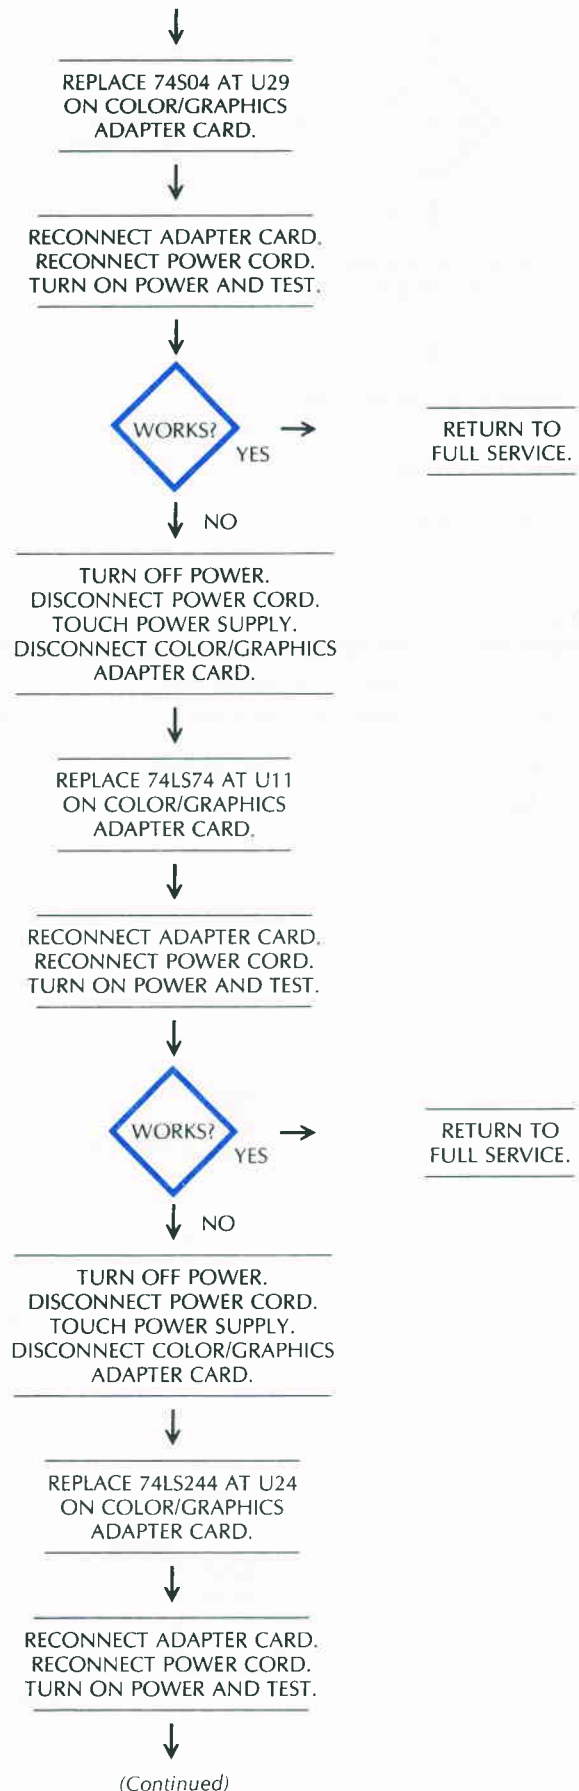 REPLACE 74S04 AT U29
ON COLOR/GRAPHICS
ADAPTER CARD.
RECONNECT ADAPTER CARD.
RECONNECT POWER CORD.
TURN ON POWER AND TEST.
WORKS?
YES
RETURN TO
FULL SERVICE.
NO
TURN OFF POWER.
DISCONNECT POWER CORD.
TOUCH POWER SUPPLY.
DISCONNECT COLOR/GRAPHICS
ADAPTER CARD.
REPLACE 74LS74 AT U11
ON COLOR/GRAPHICS
ADAPTER CARD.
RECONNECT ADAPTER CARD.
RECONNECT POWER CORD.
TURN ON POWER AND TEST.
WORKS?
YES
RETURN TO
FULL SERVICE.
NO
TURN OFF POWER.
DISCONNECT POWER CORD.
TOUCH POWER SUPPLY.
DISCONNECT COLOR/GRAPHICS
ADAPTER CARD.
REPLACE 74LS244 AT U24
ON COLOR/GRAPHICS
ADAPTER CARD.
RECONNECT ADAPTER CARD.
RECONNECT POWER CORD.
TURN ON POWER AND TEST.
(Continued)